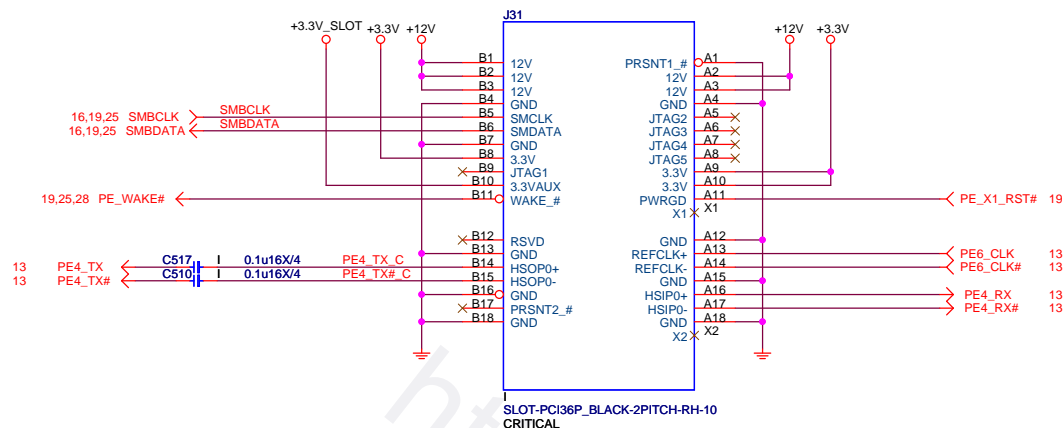 J31
+3.3V_SLOT +3.3V +12V +12V +3.3V
B1 12V PRSNT1_# A1
B2 12V 12V A2
B3 12V 12V A3
B4 GND GND A4
16,19,25 SMBCLK SMBCLK B5 SMCLK JTAG2 A5
16,19,25 SMBDATA SMBDATA B6 SMDATA JTAG3 A6
B7 GND JTAG4 A7
B8 3.3V JTAG5 A8
B9 JTAG1 3.3V A9
B10 3.3VAUX 3.3V A10
19,25,28 PE_WAKE# B11 WAKE_# PWRGD A11 PE_X1_RST# 19
X1 X1
B12 RSVD GND A12
B13 GND REFCLK+ A13 PE6_CLK 13
13 PE4_TX C517 I 0.1u16X/4 PE4_TX_C B14 HSOP0+ REFCLK- A14 PE6_CLK# 13
13 PE4_TX# C510 I 0.1u16X/4 PE4_TX#_C B15 HSOP0- GND A15
B16 GND HSIP0+ A16 PE4_RX 13
B17 PRSNT2_# HSIP0- A17 PE4_RX# 13
B18 GND GND A18
X2 X2
I
SLOT-PCI36P_BLACK-2PITCH-RH-10
CRITICAL
ht